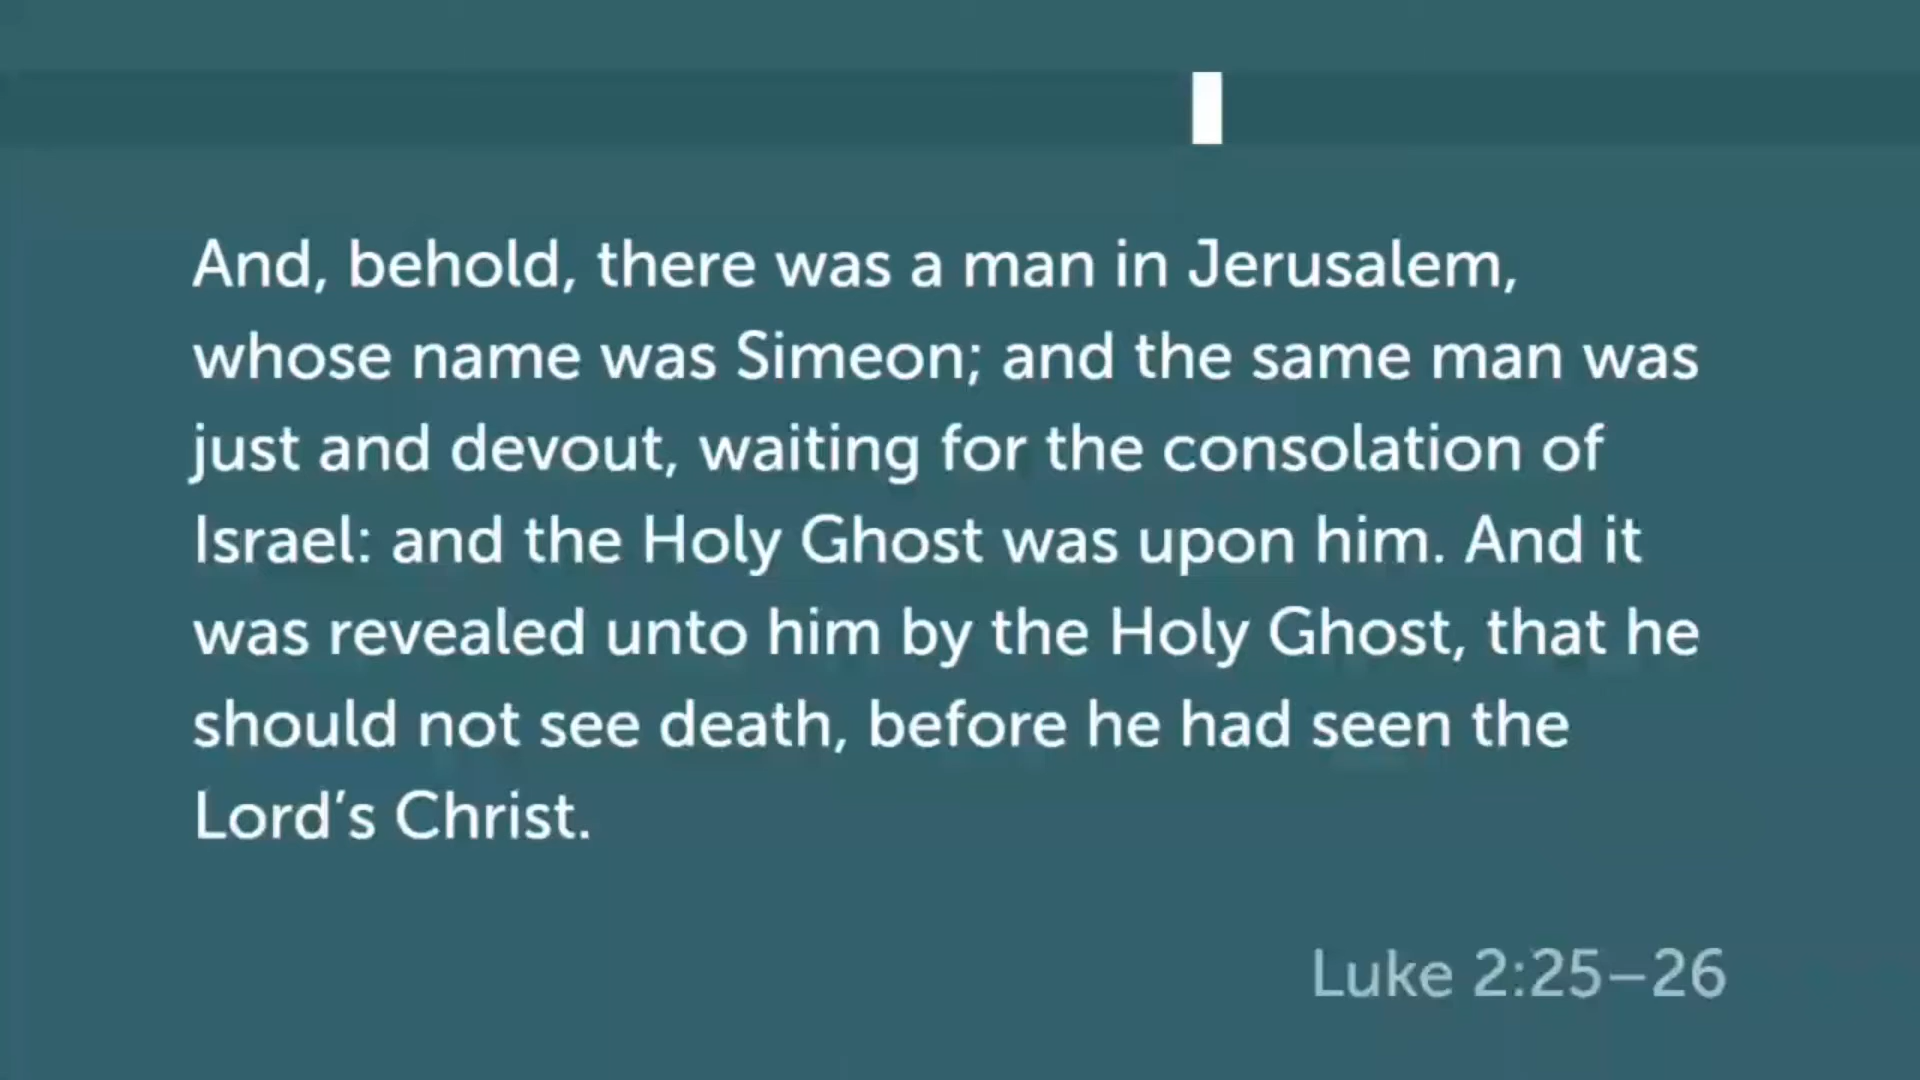 And, behold, there was a man in Jerusalem,
whose name was Simeon; and the same man was
just and devout, waiting for the consolation of
Israel: and the Holy Ghost was upon him. And it
was revealed unto him by the Holy Ghost, that he
should not see death, before he had seen the
Lord’s Christ.
Luke 2:25–26